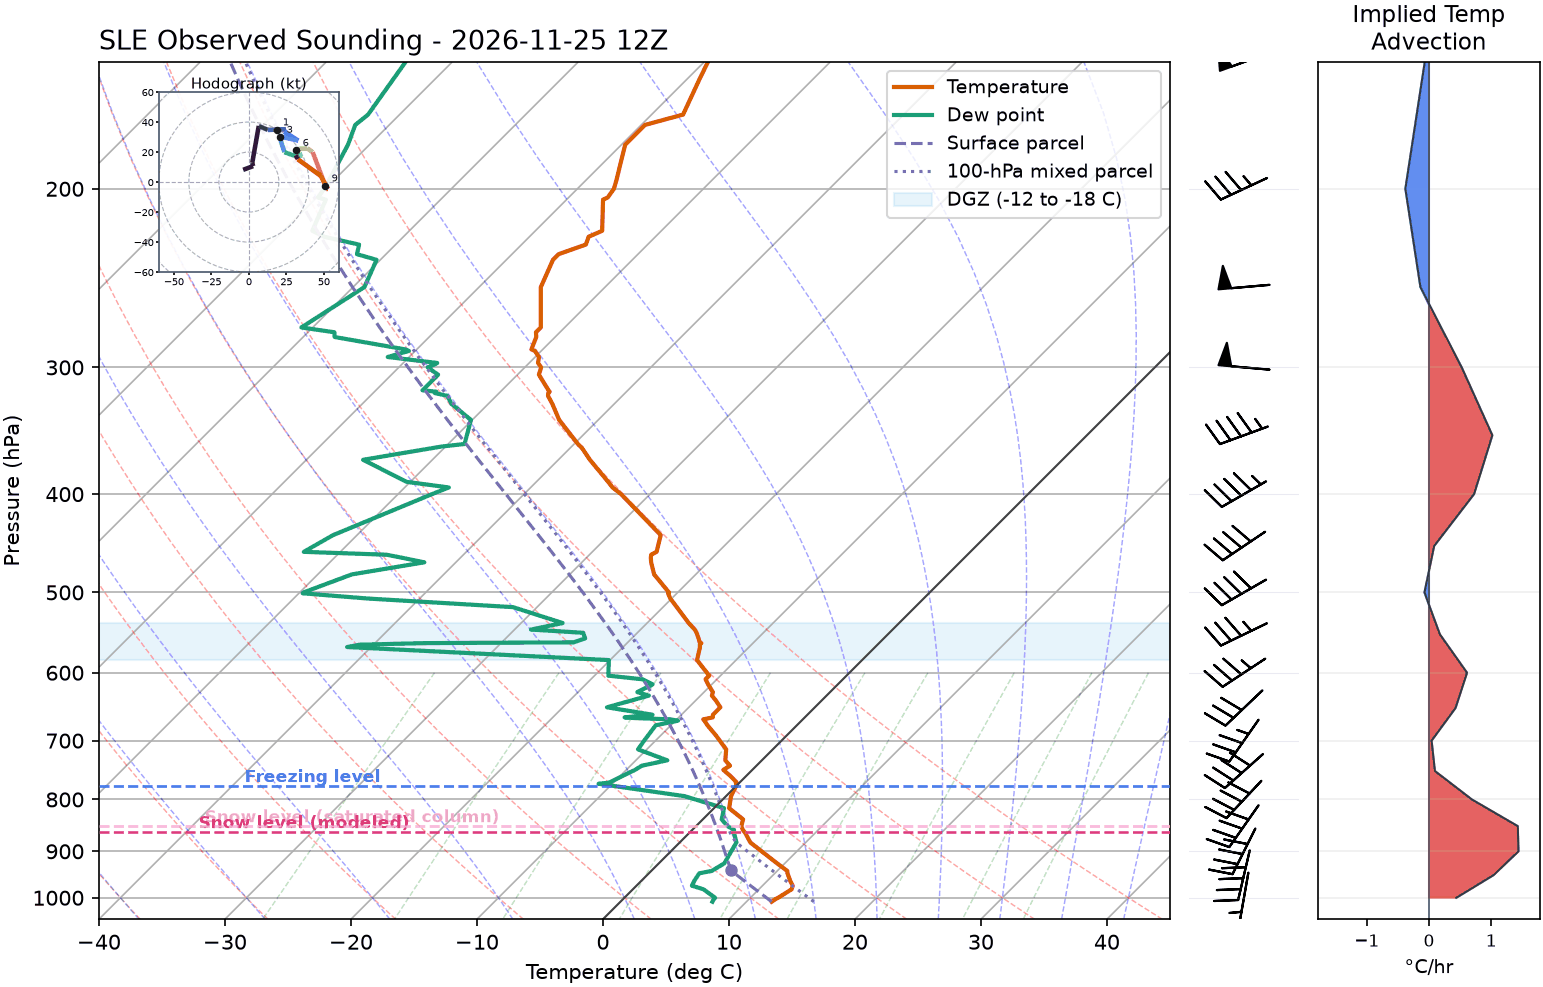 SLE Observed Sounding - 2026-11-25 12Z
Implied Temp
Advection
Hodograph (kt)
60
40
20
0
−20
−40
−60
−50
−25
0
25
50
1
3
6
9
Temperature
Dew point
Surface parcel
100-hPa mixed parcel
DGZ (-12 to -18 C)
Pressure (hPa)
200
300
400
500
600
700
800
900
1000
Freezing level
Snow level (saturated column)
Snow level (modeled)
−40
−30
−20
−10
0
10
20
30
40
Temperature (deg C)
−1
0
1
°C/hr